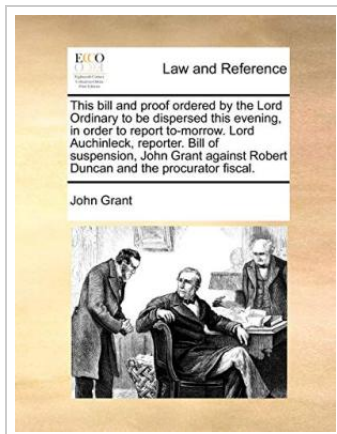 ECCO
Law and Reference
This bill and proof ordered by the Lord
Ordinary to be dispersed this evening,
in order to report to-morrow. Lord
Auchinleck, reporter. Bill of
suspension, John Grant against Robert
Duncan and the procurator fiscal.
John Grant